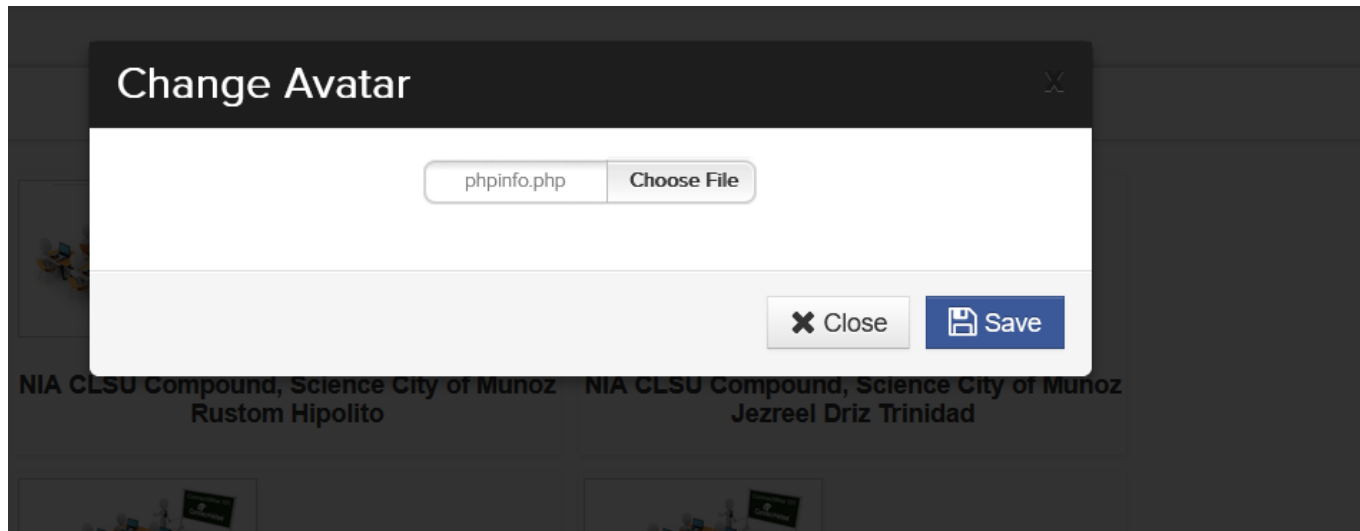 Change Avatar
x
phpinfo.php Choose File
Close Save
NIA CLSU Compound, Science City of Munoz
Rustom Hipolito
NIA CLSU Compound, Science City of Munoz
Jezreel Driz Trinidad